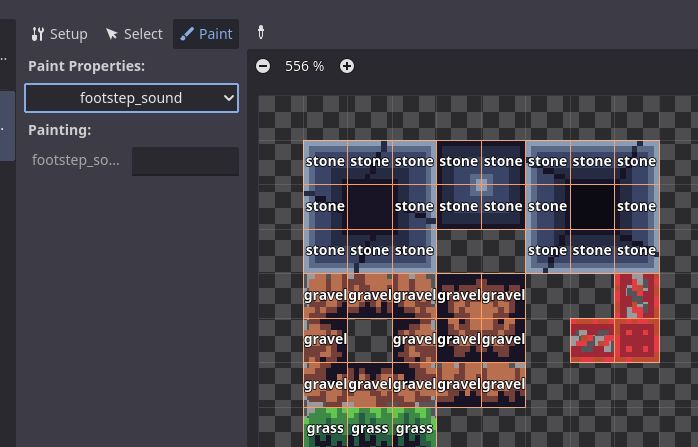 Setup Select Paint
Paint Properties:
footstep_sound
Painting:
footstep_so...
556 %
stone stone stone stone stone stone stone stone
stone stone stone stone stone stone
stone stone stone stone stone stone
gravel gravel gravel gravel gravel
gravel gravel gravel gravel
gravel gravel gravel gravel gravel
grass grass grass